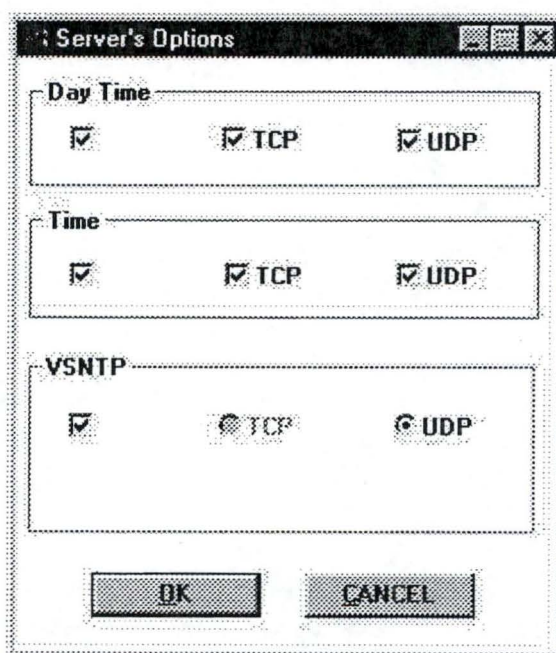 Server's Options
Day Time
TCP UDP
Time
TCP UDP
VSNTP
TCP UDP
OK CANCEL